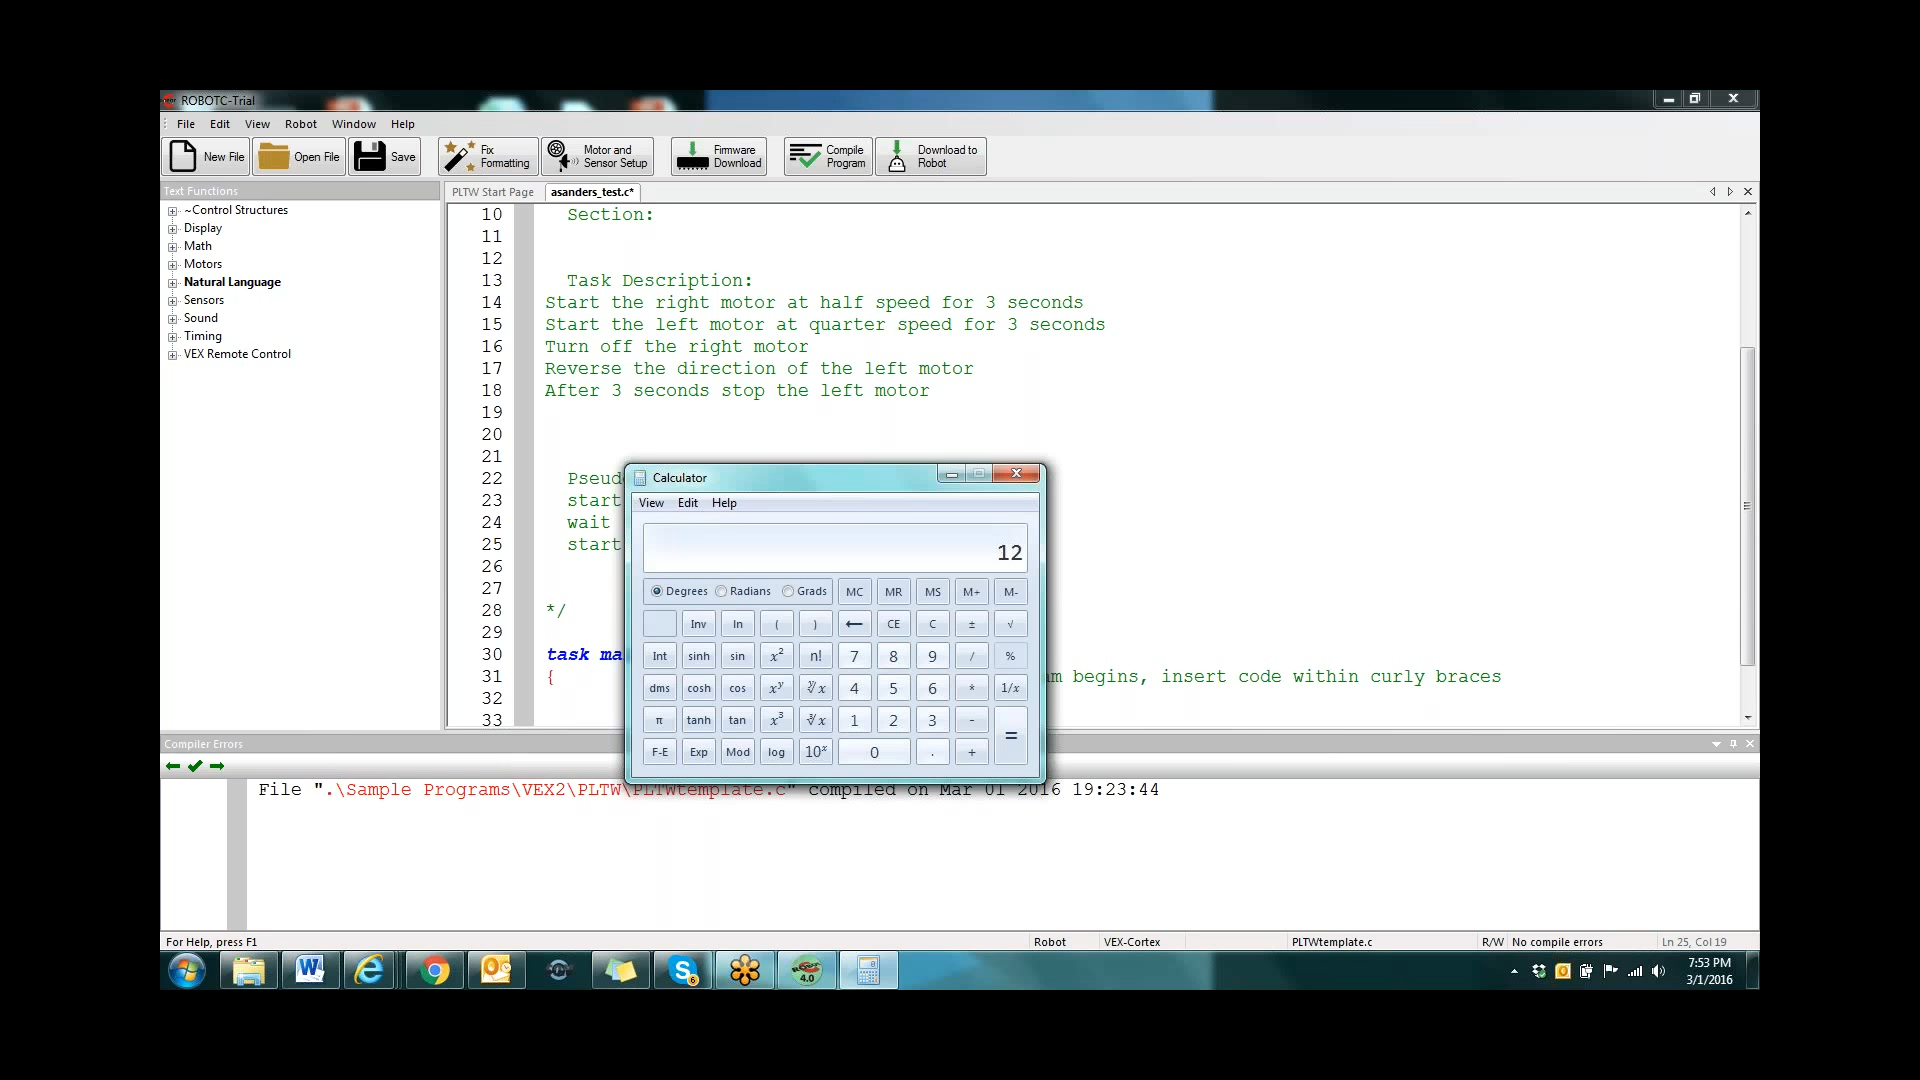 ROBOTC-Trial
File Edit View Robot Window Help
New File Open File Save Fix Formatting Motor and Sensor Setup Firmware Download Compile Program Download to Robot
Text Functions
~Control Structures
Display
Math
Motors
Natural Language
Sensors
Sound
Timing
VEX Remote Control
PLTW Start Page asanders_test.c*
10 Section:
11
12
13 Task Description:
14 Start the right motor at half speed for 3 seconds
15 Start the left motor at quarter speed for 3 seconds
16 Turn off the right motor
17 Reverse the direction of the left motor
18 After 3 seconds stop the left motor
19
20
21
22 Pseud
23 start
24 wait
25 start
26
27
28 */
29
30 task ma
31 { am begins, insert code within curly braces
32
33
Calculator
View Edit Help
12
Degrees Radians Grads MC MR MS M+ M-
Inv ln ( ) ← CE C ± √
Int sinh sin x² n! 7 8 9 / %
dms cosh cos xʸ ʸ√x 4 5 6 * 1/x
π tanh tan x³ ³√x 1 2 3 - =
F-E Exp Mod log 10ˣ 0 . +
Compiler Errors
File ".\Sample Programs\VEX2\PLTW\PLTWtemplate.c" compiled on Mar 01 2016 19:23:44
For Help, press F1 Robot VEX-Cortex PLTWtemplate.c R/W No compile errors Ln 25, Col 19
4.0
7:53 PM
3/1/2016